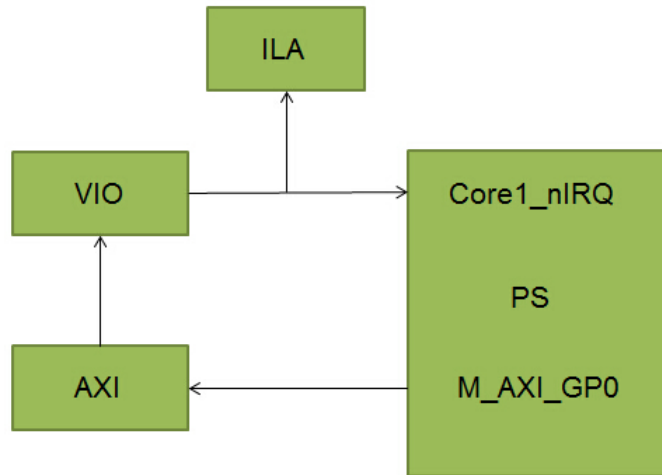 ILA
VIO
Core1_nIRQ
PS
AXI
M_AXI_GP0